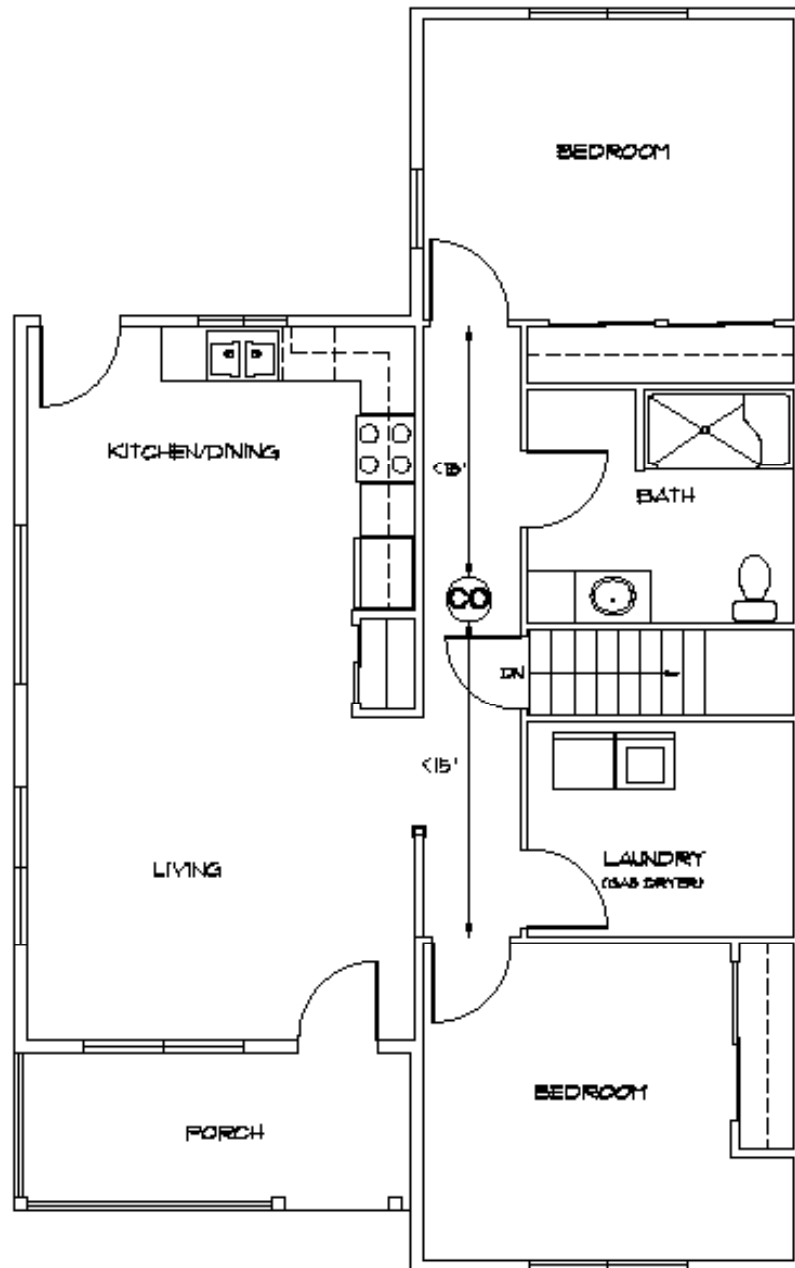 BEDROOM
KITCHEN/DINING
<15'
BATH
CO
DN
<15'
LIVING
LAUNDRY
(GAS DRYER)
BEDROOM
PORCH